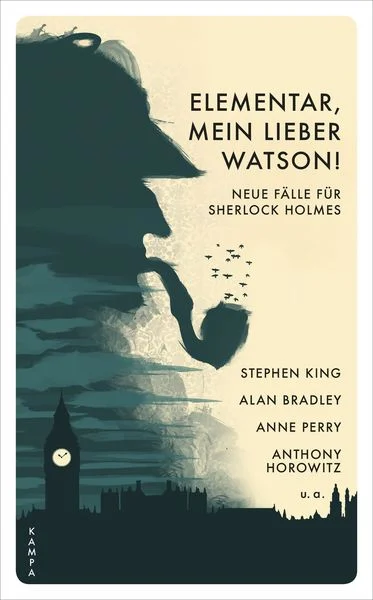 ELEMENTAR,
MEIN LIEBER
WATSON!
NEUE FÄLLE FÜR
SHERLOCK HOLMES
STEPHEN KING
ALAN BRADLEY
ANNE PERRY
ANTHONY
HOROWITZ
u. a.
KAMPA